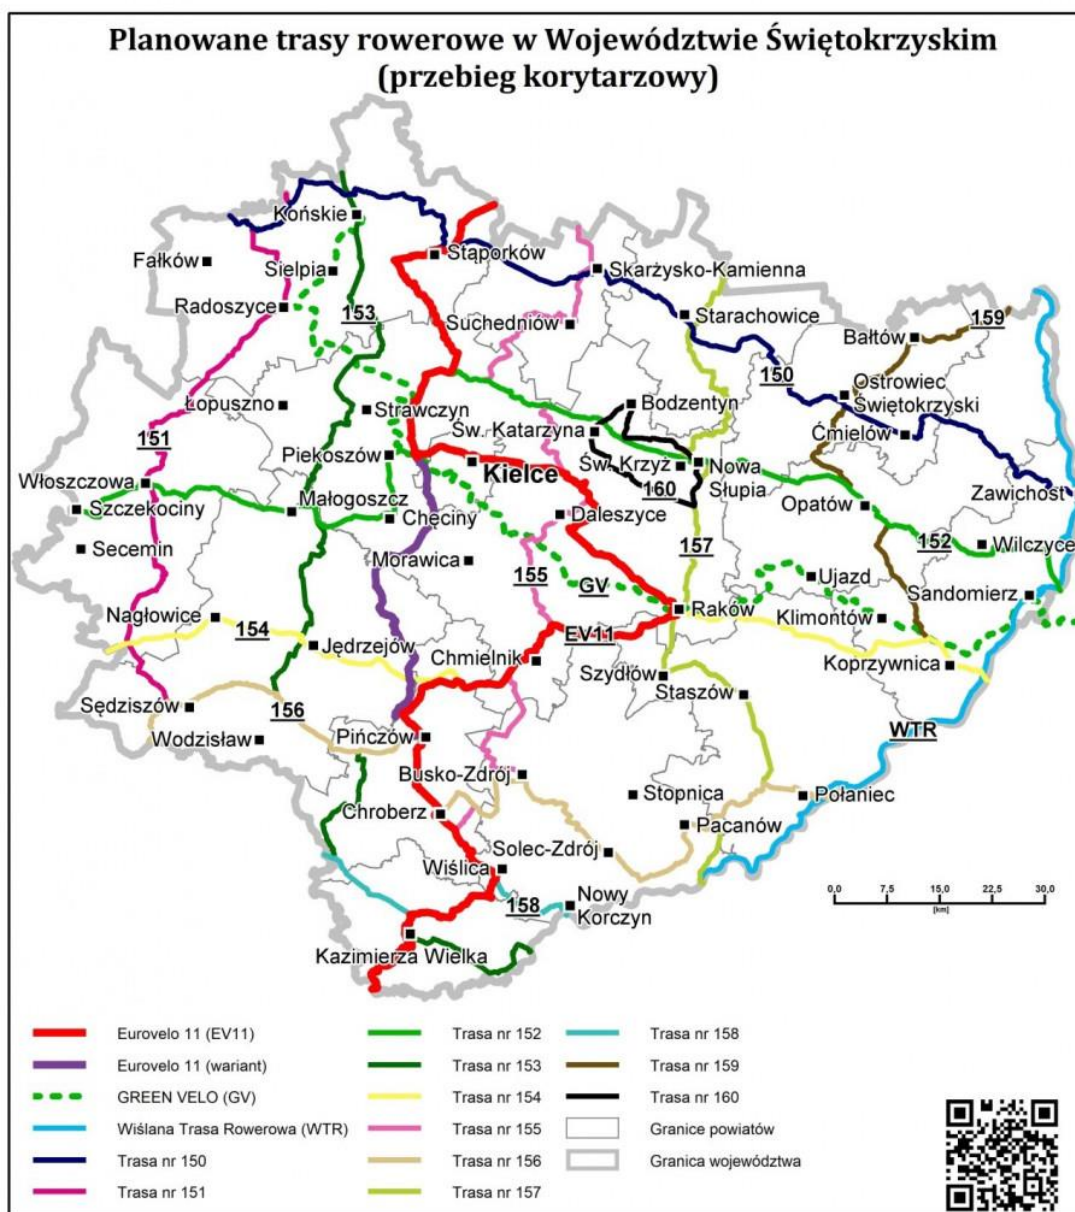 Planowane trasy rowerowe w Województwie Świętokrzyskim
(przebieg korytarzowy)
Końskie
Stąporków
Fałków
Sielpia
Skarżysko-Kamienna
Radoszyce
153
Suchedniów
Starachowice
159
Bałtów
150
Ostrowiec
Świętokrzyski
Łopuszno
Strawczyn
Bodzentyn
Św. Katarzyna
Ćmielów
151
Piekoszów
Kielce
Św. Krzyż
Nowa
Słupia
160
Włoszczowa
Szczekociny
Małogoszcz
Chęciny
Daleszyce
Opatów
Zawichost
Secemin
Morawica
157
152
Wilczyce
155
GV
Ujazd
Sandomierz
Nagłowice
154
Raków
Klimontów
Jędrzejów
EV11
Chmielnik
Szydłów
Koprzywnica
Staszów
Sędziszów
156
Wodzisław
Pińczów
WTR
Busko-Zdrój
Stopnica
Połaniec
Chroberz
Pacanów
Solec-Zdrój
Wiślica
158
Nowy
Korczyn
Kazimierza Wielka
0,0 7,5 15,0 22,5 30,0
[km]
Eurovelo 11 (EV11)
Eurovelo 11 (wariant)
GREEN VELO (GV)
Wiślana Trasa Rowerowa (WTR)
Trasa nr 150
Trasa nr 151
Trasa nr 152
Trasa nr 153
Trasa nr 154
Trasa nr 155
Trasa nr 156
Trasa nr 157
Trasa nr 158
Trasa nr 159
Trasa nr 160
Granice powiatów
Granica województwa